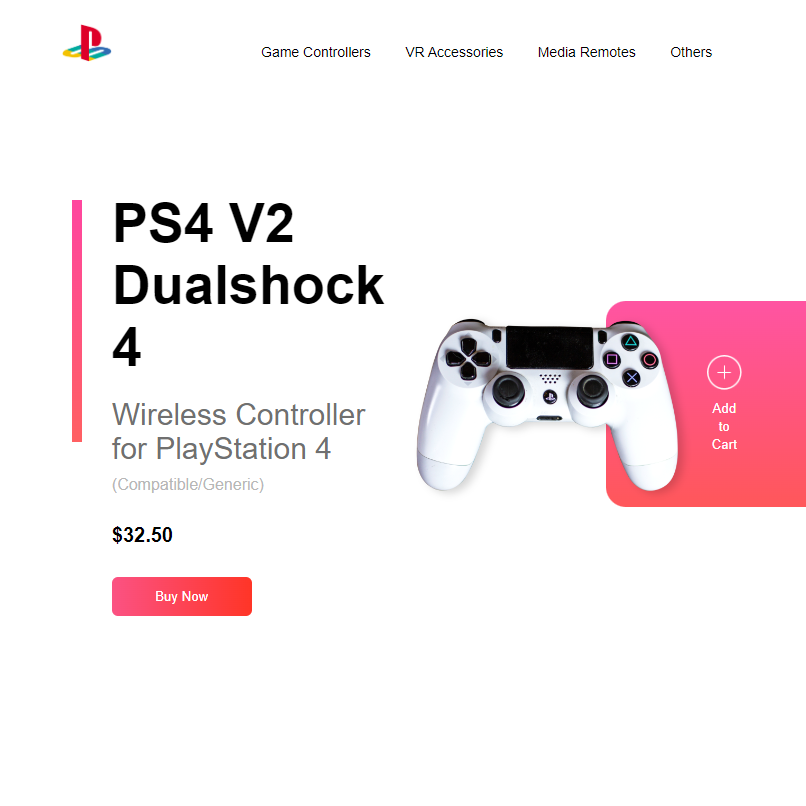 Game Controllers VR Accessories Media Remotes Others
PS4 V2
Dualshock
4
Wireless Controller
for PlayStation 4
(Compatible/Generic)
$32.50
Buy Now
Add
to
Cart